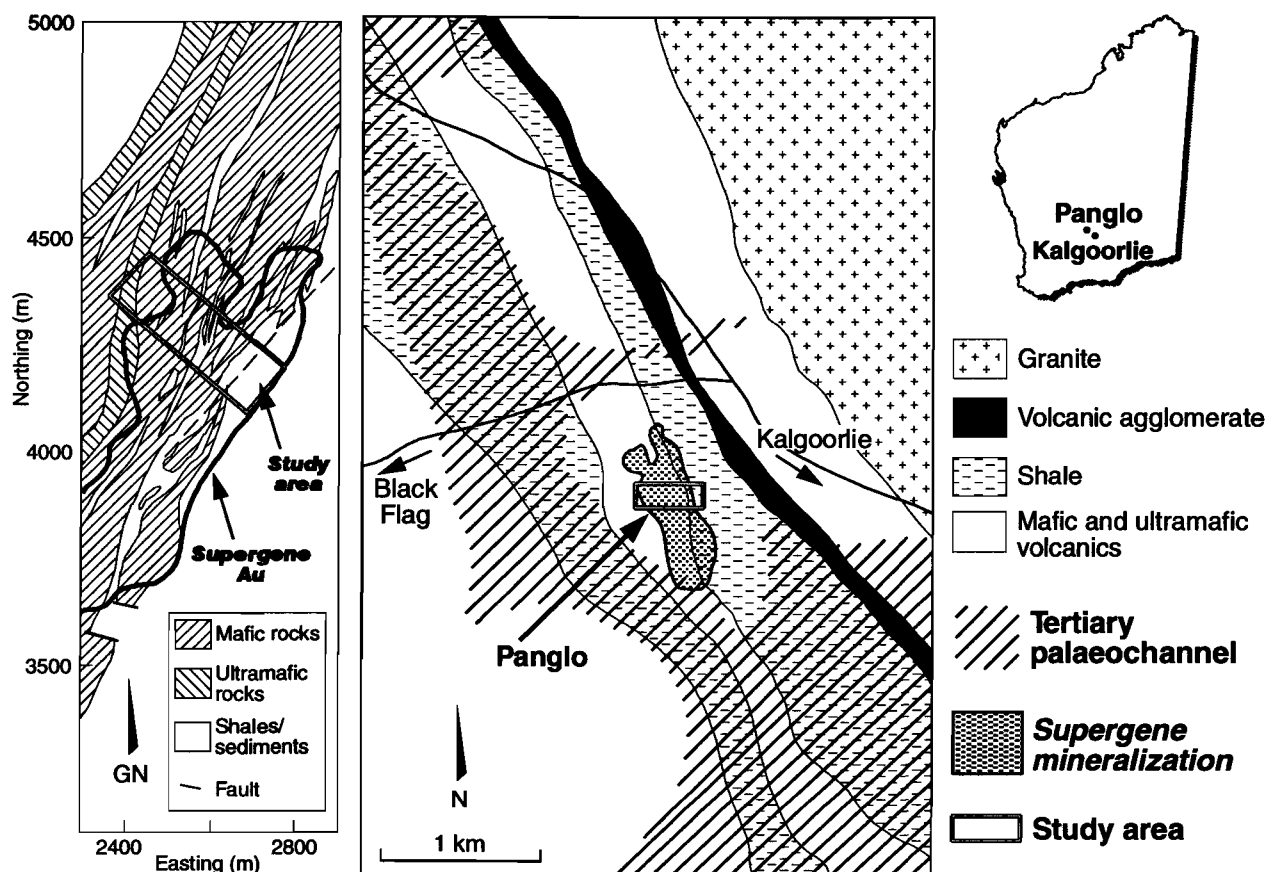 5000
4500
4000
3500
Northing (m)
2400
2800
Easting (m)
Study
area
Supergene
Au
Mafic rocks
Ultramafic
rocks
Shales/
sediments
Fault
GN
Black
Flag
Kalgoorlie
Panglo
N
1 km
Panglo
Kalgoorlie
Granite
Volcanic agglomerate
Shale
Mafic and ultramafic
volcanics
Tertiary
palaeochannel
Supergene
mineralization
Study area